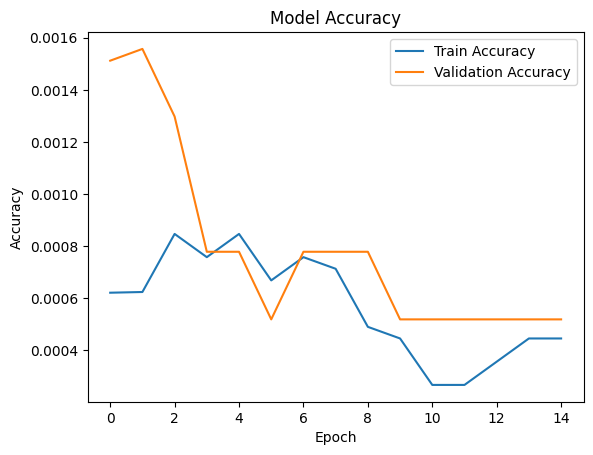 Model Accuracy
Train Accuracy
Validation Accuracy
0.0016
0.0014
0.0012
0.0010
0.0008
0.0006
0.0004
Accuracy
0 2 4 6 8 10 12 14
Epoch